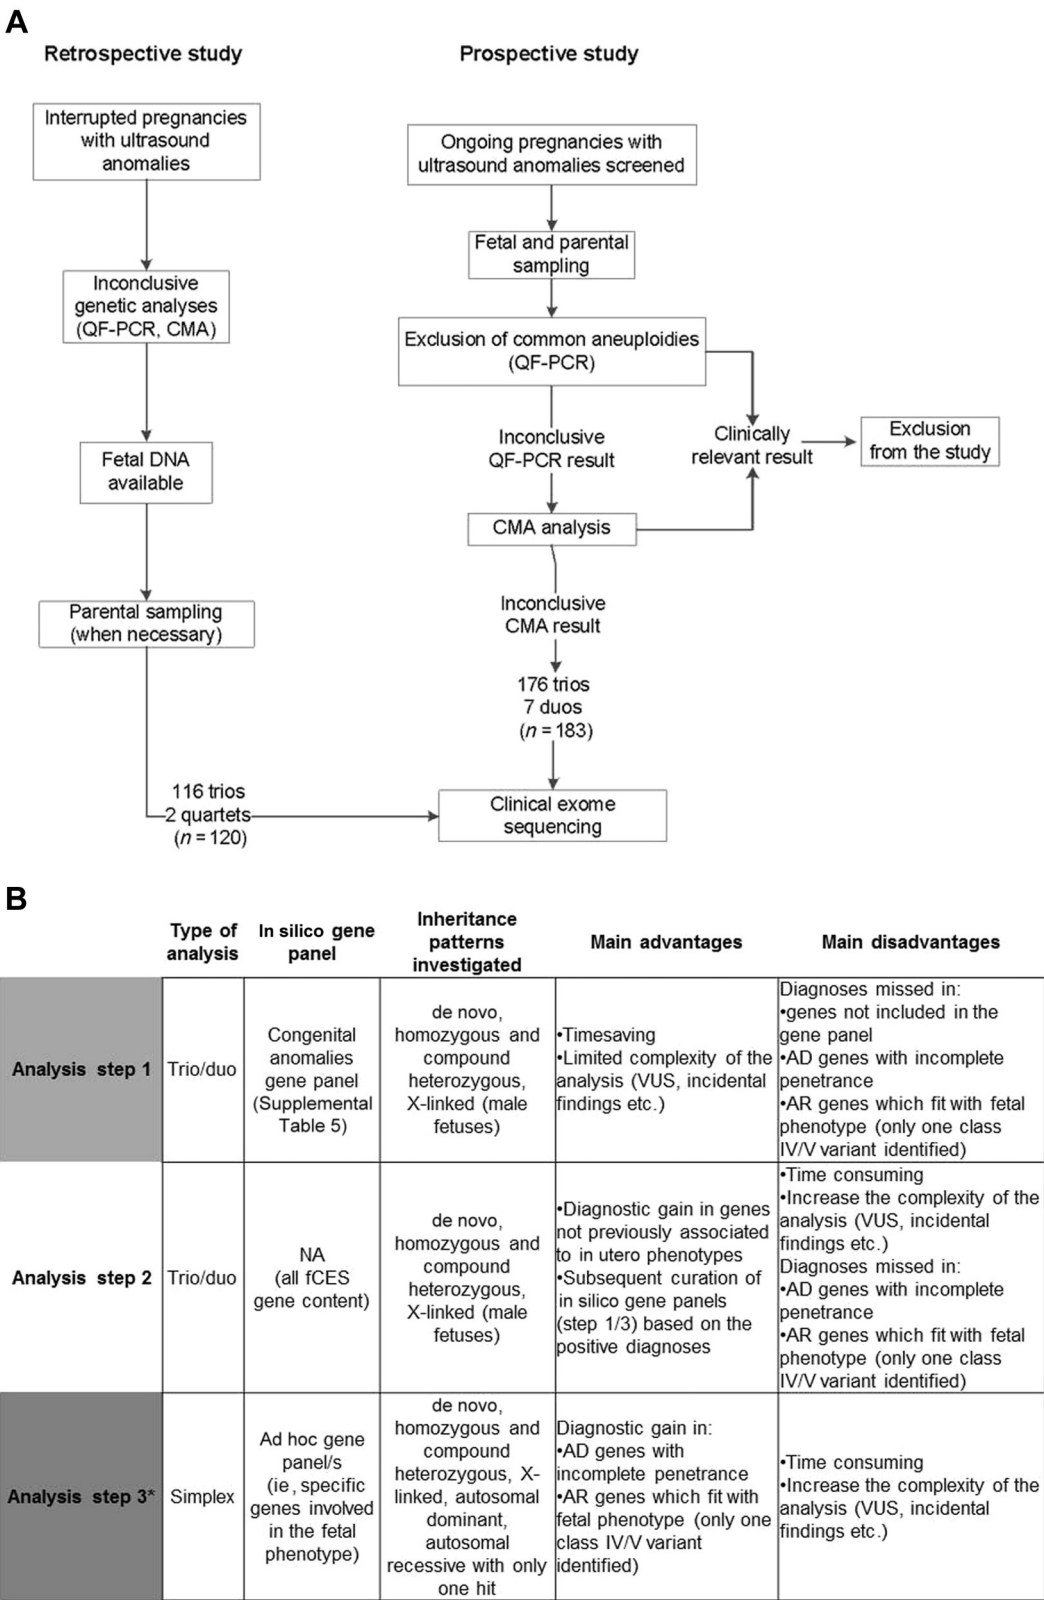 A
Retrospective study
Prospective study
Interrupted pregnancies
with ultrasound
anomalies
Inconclusive
genetic analyses
(QF-PCR, CMA)
Fetal DNA
available
Parental sampling
(when necessary)
116 trios
2 quartets
(n = 120)
Ongoing pregnancies with
ultrasound anomalies screened
Fetal and parental
sampling
Exclusion of common aneuploidies
(QF-PCR)
Inconclusive
QF-PCR result
Clinically
relevant result
Exclusion
from the study
CMA analysis
Inconclusive
CMA result
176 trios
7 duos
(n = 183)
Clinical exome
sequencing
B
Type of
analysis
In silico gene
panel
Inheritance
patterns
investigated
Main advantages
Main disadvantages
Analysis step 1
Trio/duo
Congenital
anomalies
gene panel
(Supplemental
Table 5)
de novo,
homozygous and
compound
heterozygous,
X-linked (male
fetuses)
•Timesaving
•Limited complexity of the
analysis (VUS, incidental
findings etc.)
Diagnoses missed in:
•genes not included in the
gene panel
•AD genes with incomplete
penetrance
•AR genes which fit with fetal
phenotype (only one class
IV/V variant identified)
Analysis step 2
Trio/duo
NA
(all fCES
gene content)
de novo,
homozygous and
compound
heterozygous,
X-linked (male
fetuses)
•Diagnostic gain in genes
not previously associated
to in utero phenotypes
•Subsequent curation of
in silico gene panels
(step 1/3) based on the
positive diagnoses
•Time consuming
•Increase the complexity of the
analysis (VUS, incidental
findings etc.)
Diagnoses missed in:
•AD genes with incomplete
penetrance
•AR genes which fit with fetal
phenotype (only one class
IV/V variant identified)
Analysis step 3*
Simplex
Ad hoc gene
panel/s
(ie, specific
genes involved
in the fetal
phenotype)
de novo,
homozygous and
compound
heterozygous, X-
linked, autosomal
dominant,
autosomal
recessive with only
one hit
Diagnostic gain in:
•AD genes with
incomplete penetrance
•AR genes which fit with
fetal phenotype (only one
class IV/V variant
identified)
•Time consuming
•Increase the complexity of the
analysis (VUS, incidental
findings etc.)